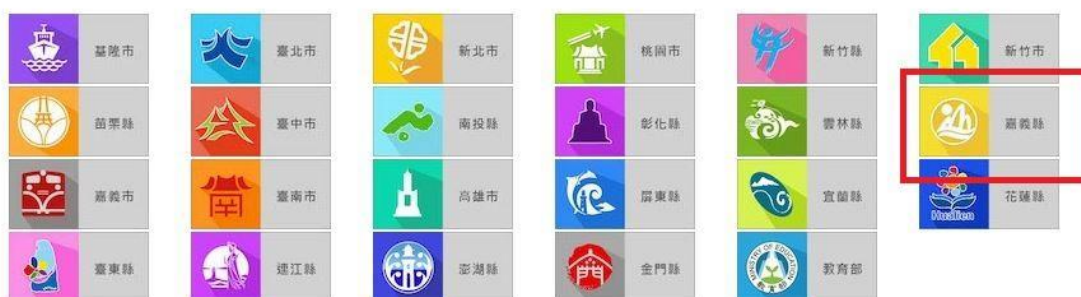 基隆市
臺北市
新北市
桃園市
新竹縣
新竹市
苗栗縣
臺中市
南投縣
彰化縣
雲林縣
嘉義縣
嘉義市
臺南市
高雄市
屏東縣
宜蘭縣
花蓮縣
Hualien
臺東縣
連江縣
澎湖縣
金門縣
MINISTRY OF EDUCATION
教育部
教育部